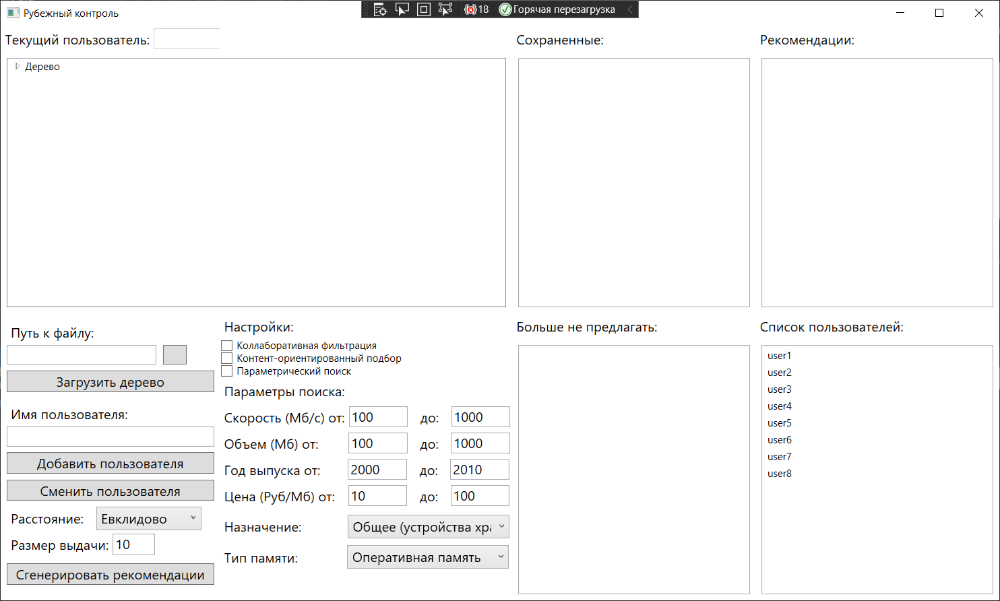 Рубежный контроль
18
Горячая перезагрузка
Текущий пользователь:
Сохраненные:
Рекомендации:
Дерево
Путь к файлу:
Загрузить дерево
Имя пользователя:
Добавить пользователя
Сменить пользователя
Расстояние: Евклидово
Размер выдачи: 10
Сгенерировать рекомендации
Настройки:
Коллаборативная фильтрация
Контент-ориентированный подбор
Параметрический поиск
Параметры поиска:
Скорость (Мб/с) от: 100 до: 1000
Объем (Мб) от: 100 до: 1000
Год выпуска от: 2000 до: 2010
Цена (Руб/Мб) от: 10 до: 100
Назначение: Общее (устройства хра
Тип памяти: Оперативная память
Больше не предлагать:
Список пользователей:
user1
user2
user3
user4
user5
user6
user7
user8